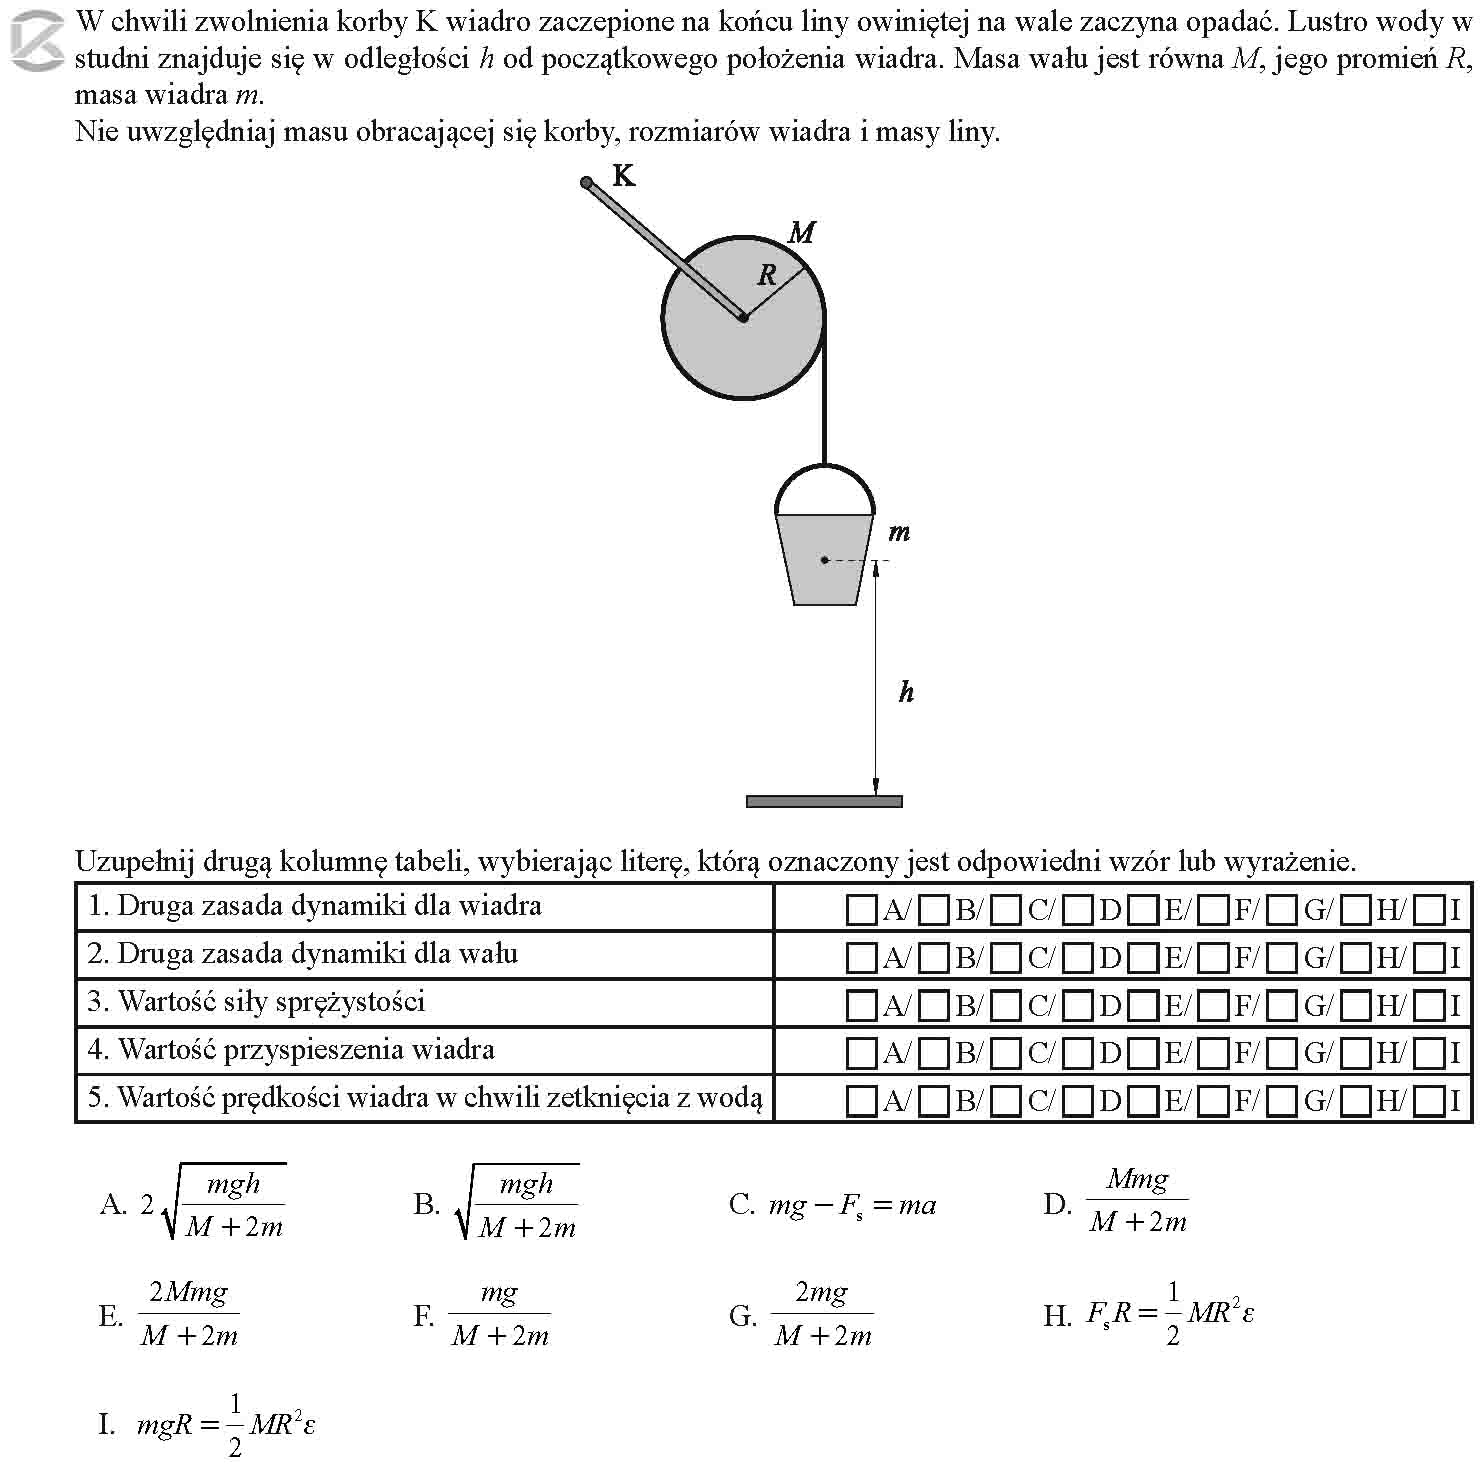 W chwili zwolnienia korby K wiadro zaczepione na końcu liny owiniętej na wale zaczyna opadać. Lustro wody w
studni znajduje się w odległości h od początkowego położenia wiadra. Masa wału jest równa M, jego promień R,
masa wiadra m.
Nie uwzględniaj masu obracającej się korby, rozmiarów wiadra i masy liny.
K
M
R
m
h
Uzupełnij drugą kolumnę tabeli, wybierając literę, którą oznaczony jest odpowiedni wzór lub wyrażenie.
1. Druga zasada dynamiki dla wiadra □A/□B/□C/□D□E/□F/□G/□H/□I
2. Druga zasada dynamiki dla wału □A/□B/□C/□D□E/□F/□G/□H/□I
3. Wartość siły sprężystości □A/□B/□C/□D□E/□F/□G/□H/□I
4. Wartość przyspieszenia wiadra □A/□B/□C/□D□E/□F/□G/□H/□I
5. Wartość prędkości wiadra w chwili zetknięcia z wodą □A/□B/□C/□D□E/□F/□G/□H/□I
A. 2√(mgh/(M + 2m)) B. √(mgh/(M + 2m)) C. mg − Fₛ = ma D. Mmg/(M + 2m)
E. 2Mmg/(M + 2m) F. mg/(M + 2m) G. 2mg/(M + 2m) H. FₛR = 1/2 MR²ε
I. mgR = 1/2 MR²ε